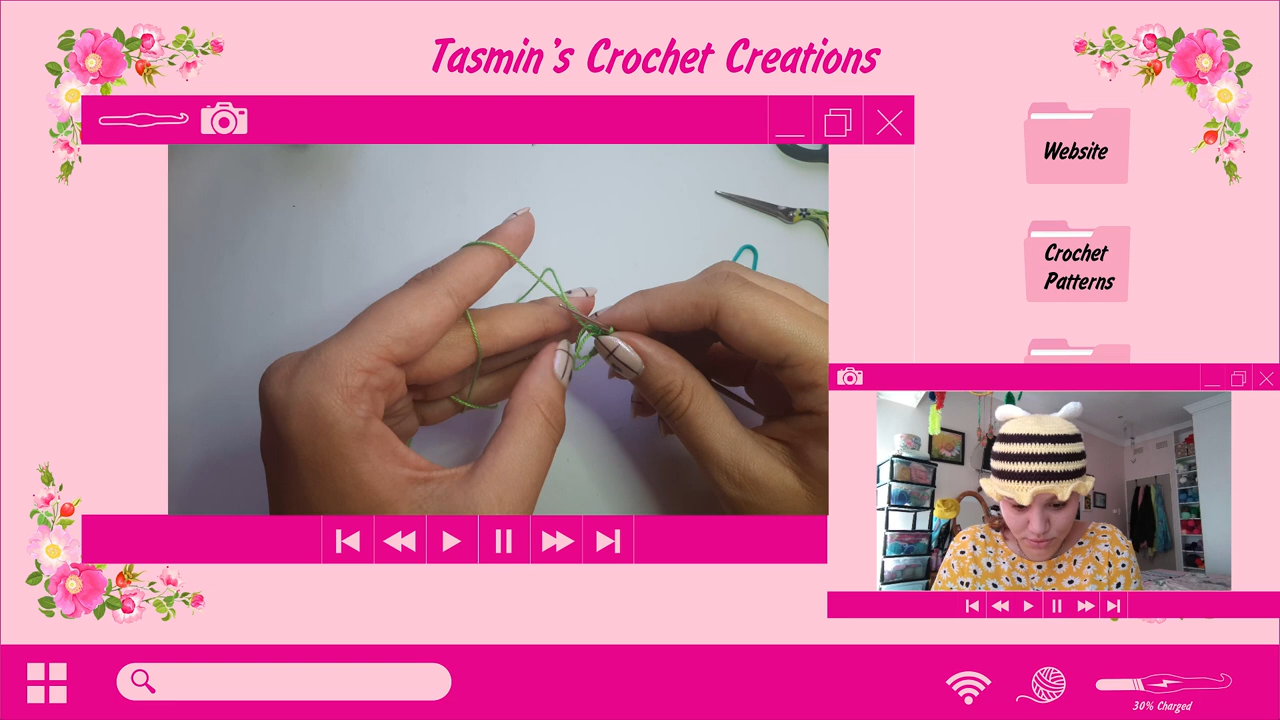 Tasmin's Crochet Creations
Website
Crochet
Patterns
30% Charged